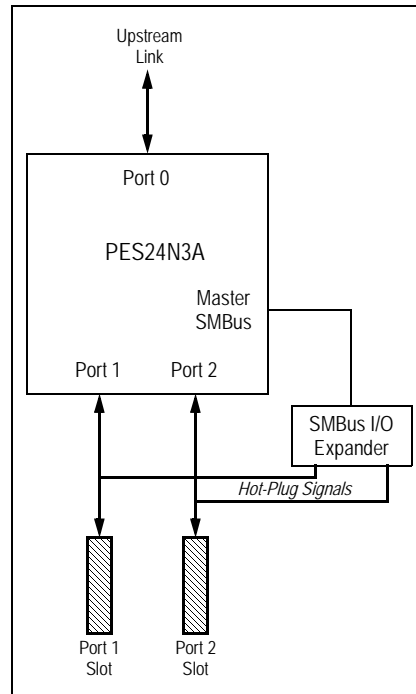 Upstream
Link
Port 0
PES24N3A
Master
SMBus
Port 1
Port 2
SMBus I/O
Expander
Hot-Plug Signals
Port 1
Slot
Port 2
Slot